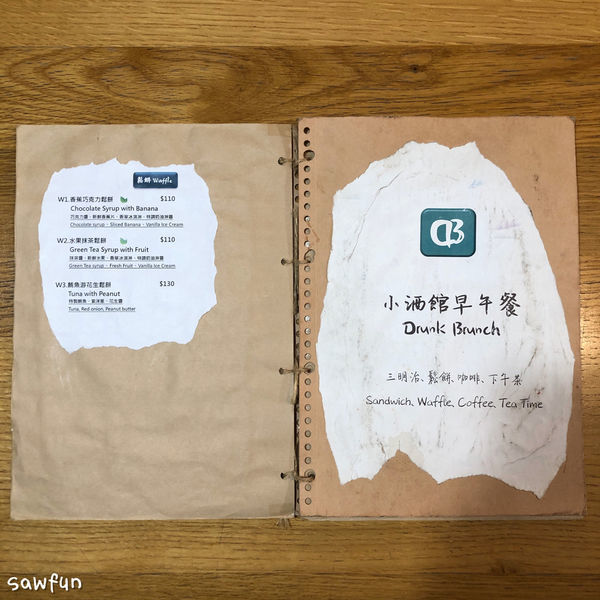 鬆餅 Waffle
W1.香蕉巧克力鬆餅 $110
Chocolate Syrup with Banana
巧克力醬、新鮮香蕉片、香草冰淇淋、特調奶油淋醬
Chocolate syrup、Sliced Banana、Vanilla Ice Cream
W2.水果抹茶鬆餅 $110
Green Tea Syrup with Fruit
抹茶醬、新鮮水果、香草冰淇淋、特調奶油淋醬
Green Tea syrup、Fresh Fruit、Vanilla Ice Cream
W3.鮪魚游花生鬆餅 $130
Tuna with Peanut
特製鮪魚、紫洋蔥、花生醬
Tuna, Red onion, Peanut butter
DB
小酒館早午餐
Drunk Brunch
三明治、鬆餅、咖啡、下午茶
Sandwich、Waffle、Coffee、Tea Time
sawfun